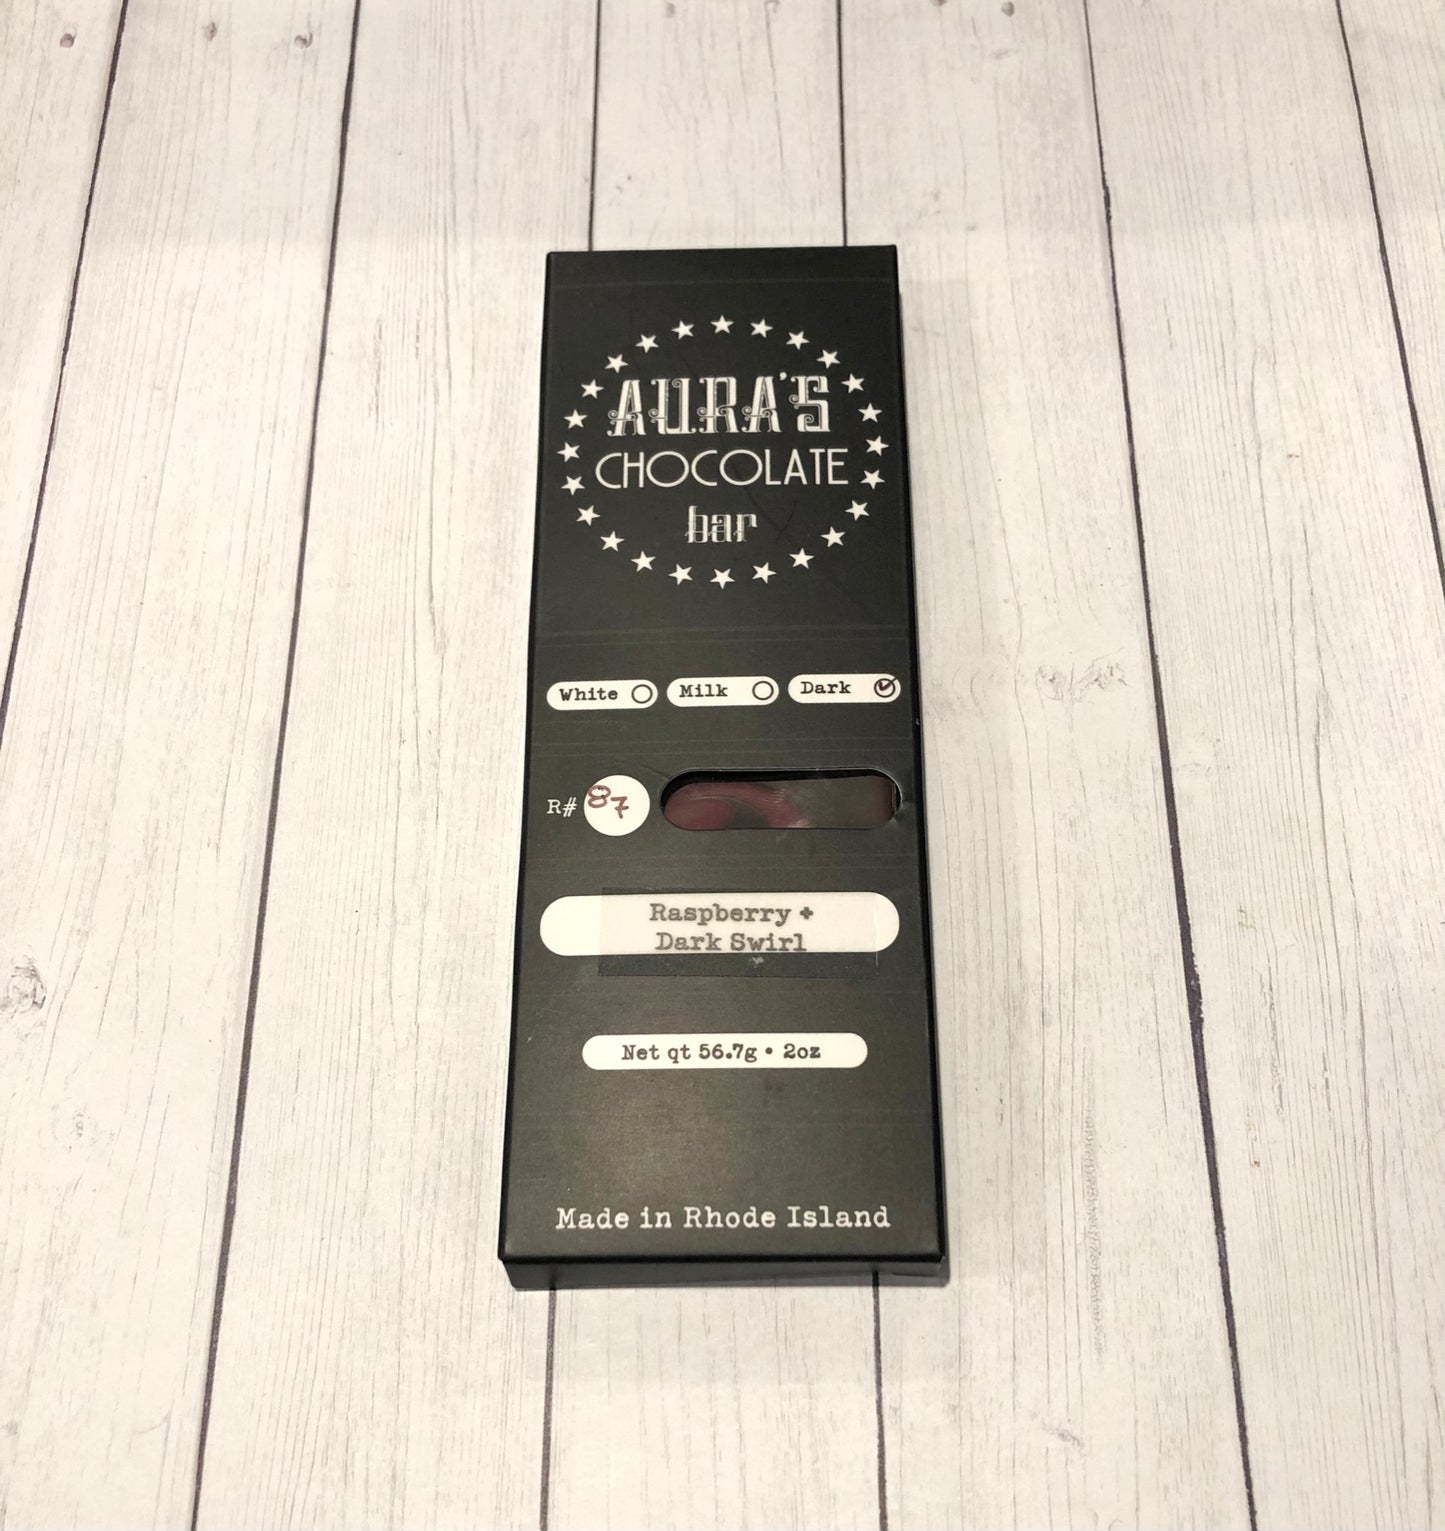 AURA'S
CHOCOLATE
bar
White Milk Dark
R# 87
Raspberry +
Dark Swirl
Net qt 56.7g • 2oz
Made in Rhode Island